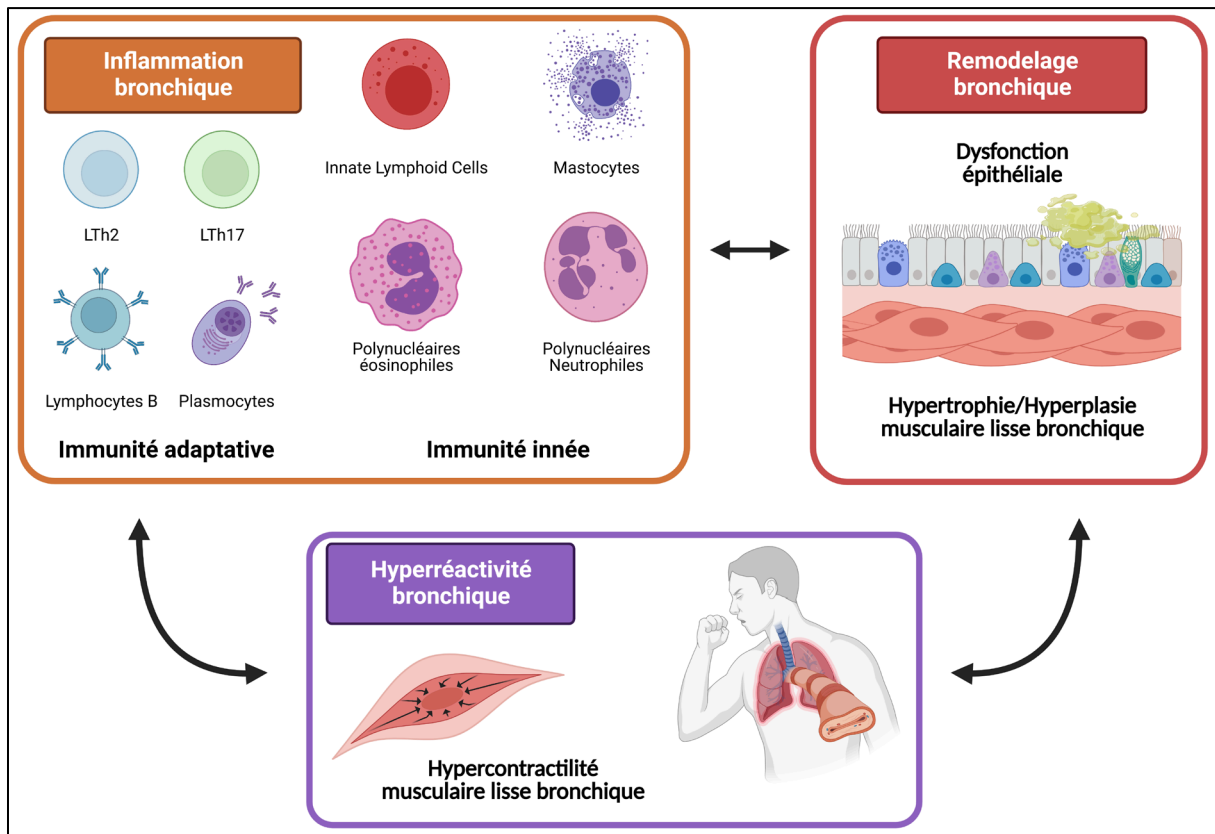 Inflammation
bronchique
LTh2
LTh17
Lymphocytes B
Plasmocytes
Immunité adaptative
Innate Lymphoid Cells
Mastocytes
Polynucléaires
éosinophiles
Polynucléaires
Neutrophiles
Immunité innée
Remodelage
bronchique
Dysfonction
épithéliale
Hypertrophie/Hyperplasie
musculaire lisse bronchique
Hyperréactivité
bronchique
Hypercontractilité
musculaire lisse bronchique